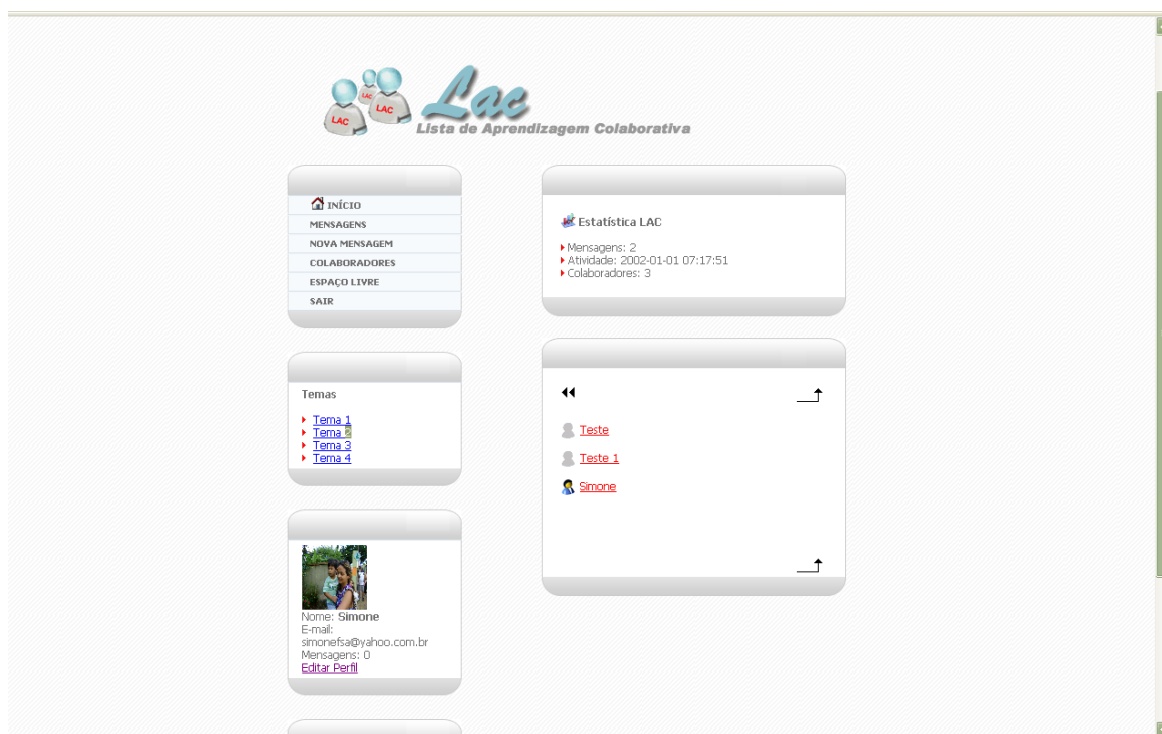 LAC
LAC
LAC
Lac
Lista de Aprendizagem Colaborativa
INÍCIO
MENSAGENS
NOVA MENSAGEM
COLABORADORES
ESPAÇO LIVRE
SAIR
Temas
Tema 1
Tema 2
Tema 3
Tema 4
Nome: Simone
E-mail:
simonefsa@yahoo.com.br
Mensagens: 0
Editar Perfil
Estatística LAC
Mensagens: 2
Atividade: 2002-01-01 07:17:51
Colaboradores: 3
Teste
Teste 1
Simone